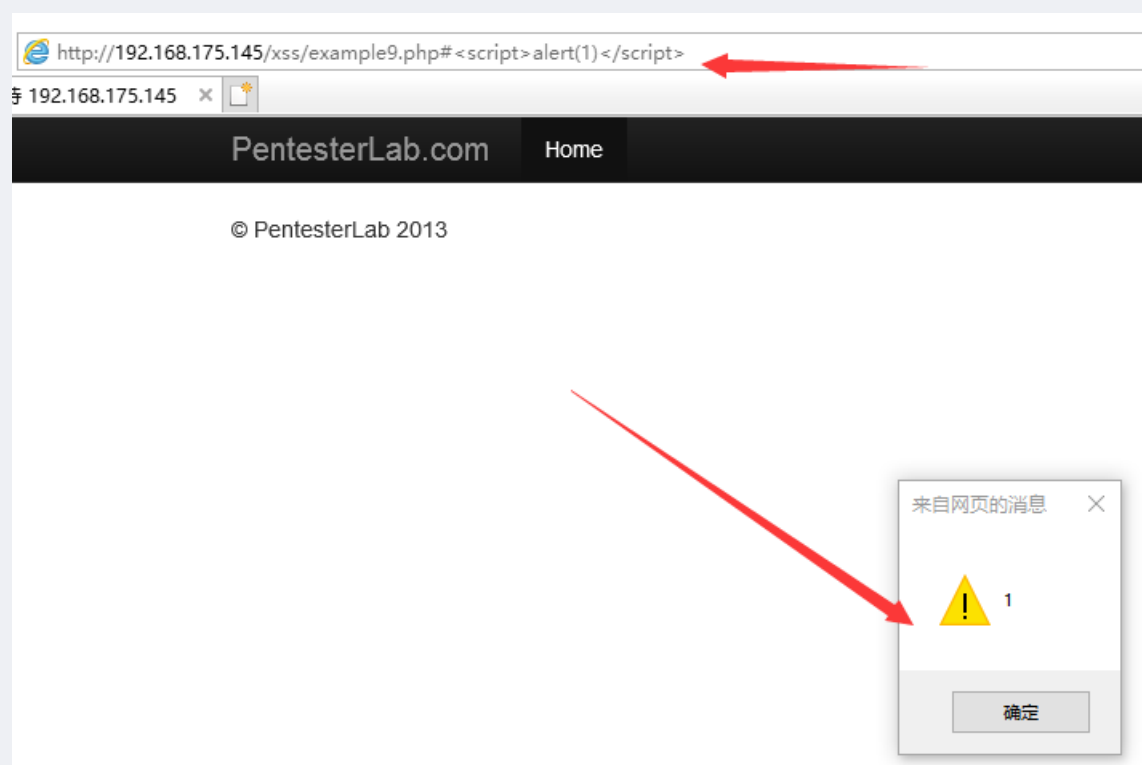 http://192.168.175.145/xss/example9.php#<script>alert(1)</script>
192.168.175.145
PentesterLab.com Home
© PentesterLab 2013
来自网页的消息
1
确定